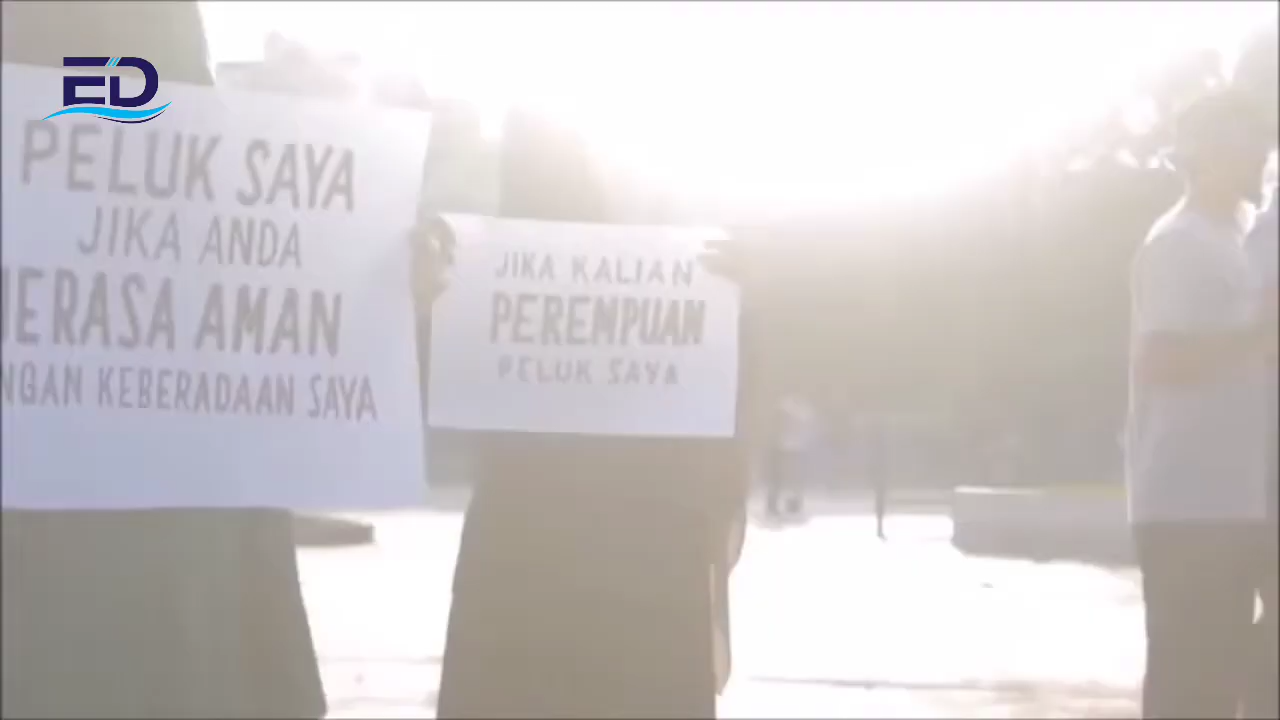 ED
PELUK SAYA
JIKA ANDA
ERASA AMAN
NGAN KEBERADAAN SAYA
JIKA KALIAN
PEREMPUAN
PELUK SAYA